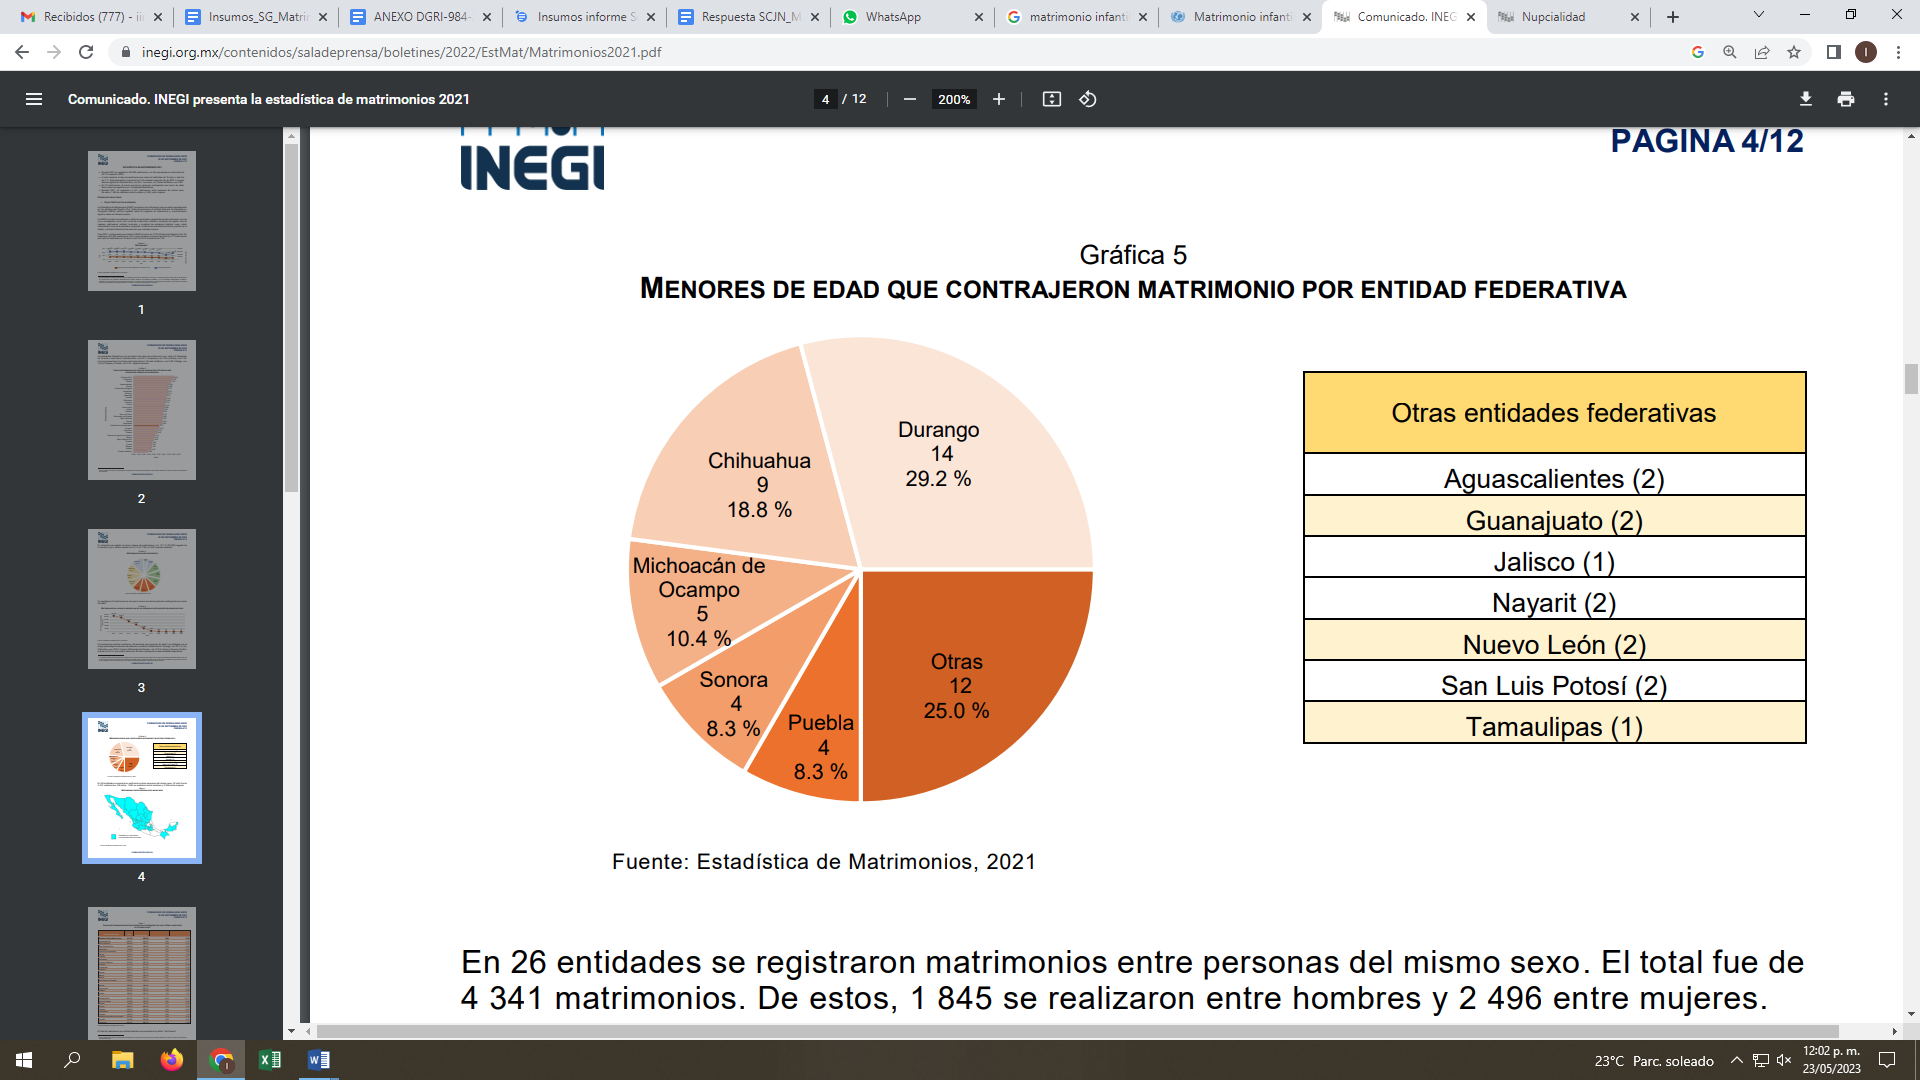 Recibidos (777) - ii
Insumos_SG_Matri
ANEXO DGRI-984-
Insumos informe S
Respuesta SCJN_M
WhatsApp
matrimonio infanti
Matrimonio infanti
Comunicado. INEG
Nupcialidad
inegi.org.mx/contenidos/saladeprensa/boletines/2022/EstMat/Matrimonios2021.pdf
I
Comunicado. INEGI presenta la estadística de matrimonios 2021
4 / 12
200%
1
2
3
4
INEGI
PÁGINA 4/12
Gráfica 5
MENORES DE EDAD QUE CONTRAJERON MATRIMONIO POR ENTIDAD FEDERATIVA
Durango
14
29.2 %
Chihuahua
9
18.8 %
Michoacán de
Ocampo
5
10.4 %
Sonora
4
8.3 %
Puebla
4
8.3 %
Otras
12
25.0 %
Otras entidades federativas
Aguascalientes (2)
Guanajuato (2)
Jalisco (1)
Nayarit (2)
Nuevo León (2)
San Luis Potosí (2)
Tamaulipas (1)
Fuente: Estadística de Matrimonios, 2021
En 26 entidades se registraron matrimonios entre personas del mismo sexo. El total fue de
4 341 matrimonios. De estos, 1 845 se realizaron entre hombres y 2 496 entre mujeres.
23°C Parc. soleado
12:02 p. m.
23/05/2023